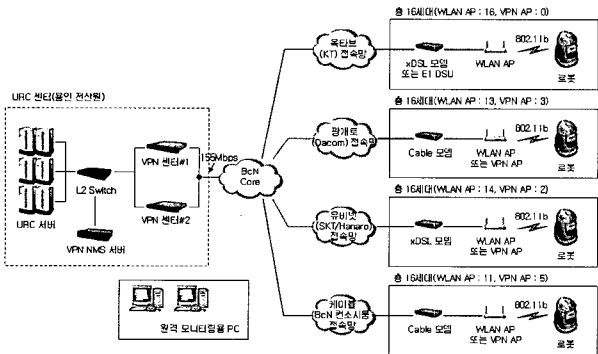 URC 센터(용인 전산원)
URC 서버
L2 Switch
VPN NMS 서버
VPN 센터#1
VPN 센터#2
155Mbps
BcN
Core
원격 모니터링용 PC
옥타브
(KT) 접속망
총 16세대(WLAN AP : 16, VPN AP : 0)
xDSL 모뎀
또는 E1 DSU
WLAN AP
802.11b
로봇
광개토
(Dacom) 접속망
총 16세대(WLAN AP : 13, VPN AP : 3)
Cable 모뎀
WLAN AP
또는 VPN AP
802.11b
로봇
유비넷
(SKT/Hanaro)
접속망
총 16세대(WLAN AP : 14, VPN AP : 2)
xDSL 모뎀
WLAN AP
또는 VPN AP
802.11b
로봇
케이블
BcN 컨소시움
접속망
총 16세대(WLAN AP : 11, VPN AP : 5)
Cable 모뎀
WLAN AP
또는 VPN AP
802.11b
로봇